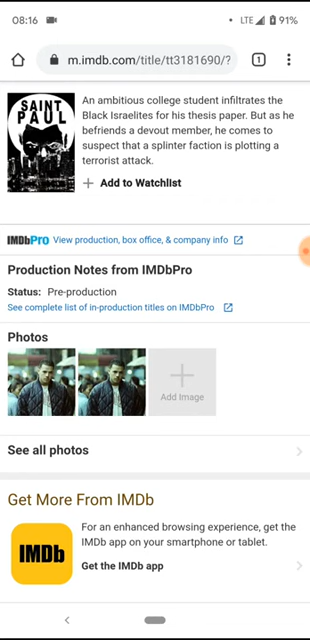 08:16
LTE 91%
m.imdb.com/title/tt3181690/?
1
SAINT
PAUL
An ambitious college student infiltrates the
Black Israelites for his thesis paper. But as he
befriends a devout member, he comes to
suspect that a splinter faction is plotting a
terrorist attack.
+ Add to Watchlist
IMDbPro View production, box office, & company info
Production Notes from IMDbPro
Status: Pre-production
See complete list of in-production titles on IMDbPro
Photos
Add Image
See all photos
Get More From IMDb
For an enhanced browsing experience, get the
IMDb app on your smartphone or tablet.
IMDb
Get the IMDb app